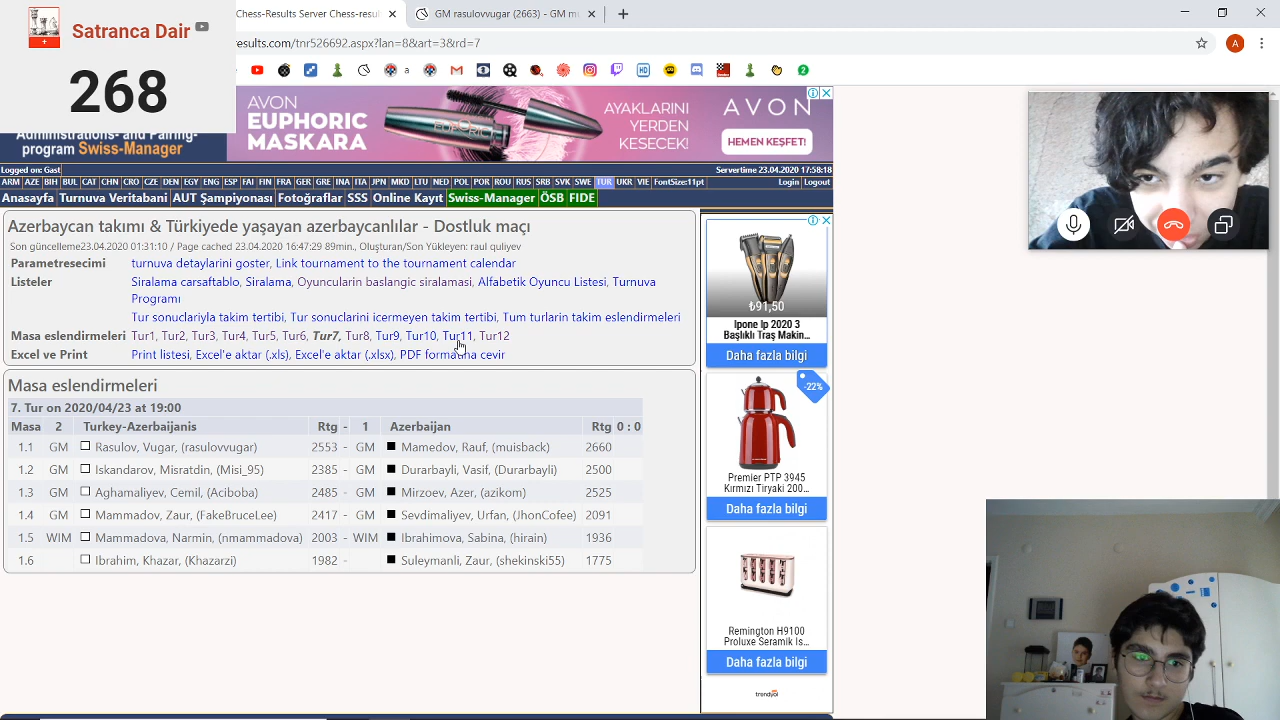 Satranca Dair
268
Chess-Results Server Chess-resul
GM rasulovvugar (2663) - GM mu
esults.com/tnr526692.aspx?lan=8&art=3&rd=7
A
a
2
Administrations- and Pairing-
program Swiss-Manager
AVON
EUPHORIC
MASKARA
AYAKLARINI
YERDEN
KESECEK!
AVON
HEMEN KEŞFET!
Logged on: Gast
Servertime 23.04.2020 17:58:18
ARM AZE BIH BUL CAT CHN CRO CZE DEN EGY ENG ESP FAI FIN FRA GER GRE INA ITA JPN MKD LTU NED POL POR ROU RUS SRB SVK SWE TUR UKR VIE FontSize:11pt Login Logout
Anasayfa Turnuva Veritabani AUT Şampiyonası Fotoğraflar SSS Online Kayıt Swiss-Manager ÖSB FIDE
Azerbaycan takımı & Türkiyede yaşayan azerbaycanlılar - Dostluk maçı
Son güncelleme23.04.2020 01:31:10 / Page cached 23.04.2020 16:47:29 89min., Oluşturan/Son Yükleyen: raul quliyev
Parametresecimi turnuva detaylarini goster, Link tournament to the tournament calendar
Listeler Siralama carsaftablo, Siralama, Oyuncularin baslangic siralamasi, Alfabetik Oyuncu Listesi, Turnuva
Programı
Tur sonuclariyla takim tertibi, Tur sonuclarini icermeyen takim tertibi, Tum turlarin takim eslendirmeleri
Masa eslendirmeleri Tur1, Tur2, Tur3, Tur4, Tur5, Tur6, Tur7, Tur8, Tur9, Tur10, Tur11, Tur12
Excel ve Print Print listesi, Excel'e aktar (.xls), Excel'e aktar (.xlsx), PDF formatına cevir
Masa eslendirmeleri
7. Tur on 2020/04/23 at 19:00
Masa 2 Turkey-Azerbaijanis Rtg - 1 Azerbaijan Rtg 0 : 0
1.1 GM Rasulov, Vugar, (rasulovvugar) 2553 - GM Mamedov, Rauf, (muisback) 2660
1.2 GM Iskandarov, Misratdin, (Misi_95) 2385 - GM Durarbayli, Vasif, (Durarbayli) 2500
1.3 GM Aghamaliyev, Cemil, (Aciboba) 2485 - GM Mirzoev, Azer, (azikom) 2525
1.4 GM Mammadov, Zaur, (FakeBruceLee) 2417 - GM Sevdimaliyev, Urfan, (JhonCofee) 2091
1.5 WIM Mammadova, Narmin, (nmammadova) 2003 - WIM Ibrahimova, Sabina, (hirain) 1936
1.6 Ibrahim, Khazar, (Khazarzi) 1982 - Suleymanli, Zaur, (shekinski55) 1775
₺91,50
Ipone Ip 2020 3
Başlıklı Traş Makin...
Daha fazla bilgi
-22%
Premier PTP 3945
Kırmızı Tiryaki 200...
Daha fazla bilgi
Remington H9100
Proluxe Seramik Is...
Daha fazla bilgi
trendyol